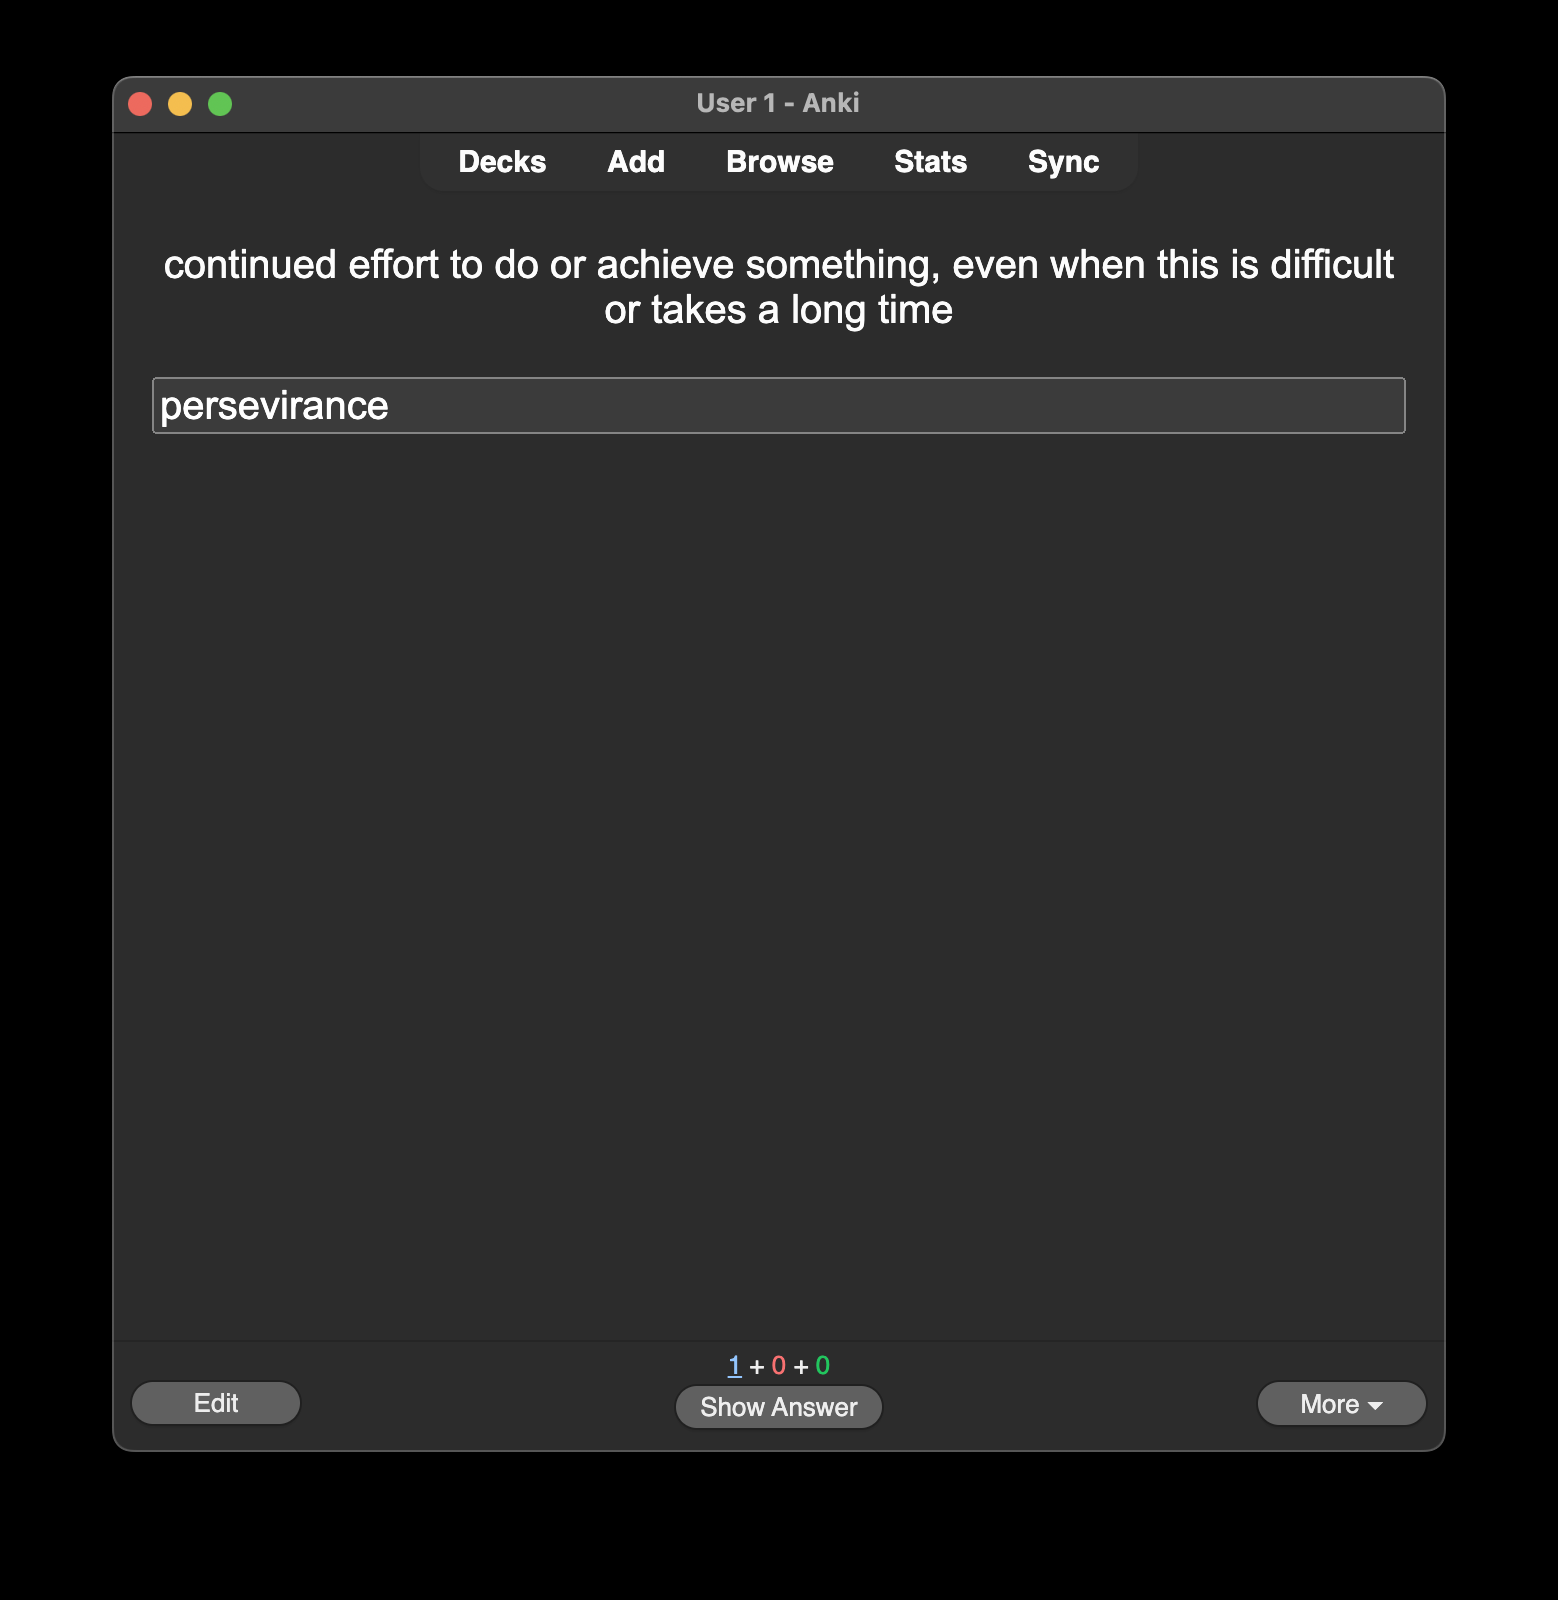 User 1 - Anki
Decks Add Browse Stats Sync
continued effort to do or achieve something, even when this is difficult
or takes a long time
persevirance
1 + 0 + 0
Edit Show Answer More